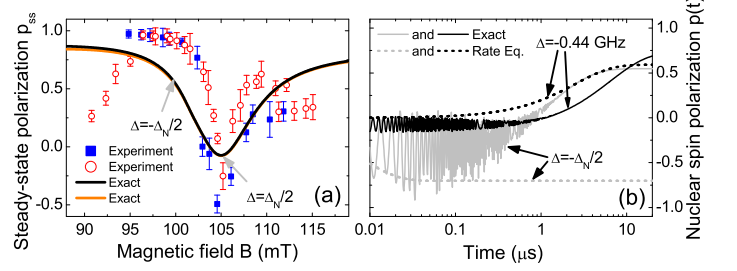 Steady-state polarization p_ss
1.0
0.5
0.0
-0.5
Δ=-Δ_N/2
Δ=Δ_N/2
Experiment
Experiment
Exact
Exact
(a)
90 95 100 105 110 115
Magnetic field B (mT)
and Exact
and Rate Eq.
Δ=-0.44 GHz
Δ=-Δ_N/2
(b)
1.0
0.5
0.0
-0.5
-1.0
Nuclear spin polarization p(t)
0.01 0.1 1 10
Time (μs)